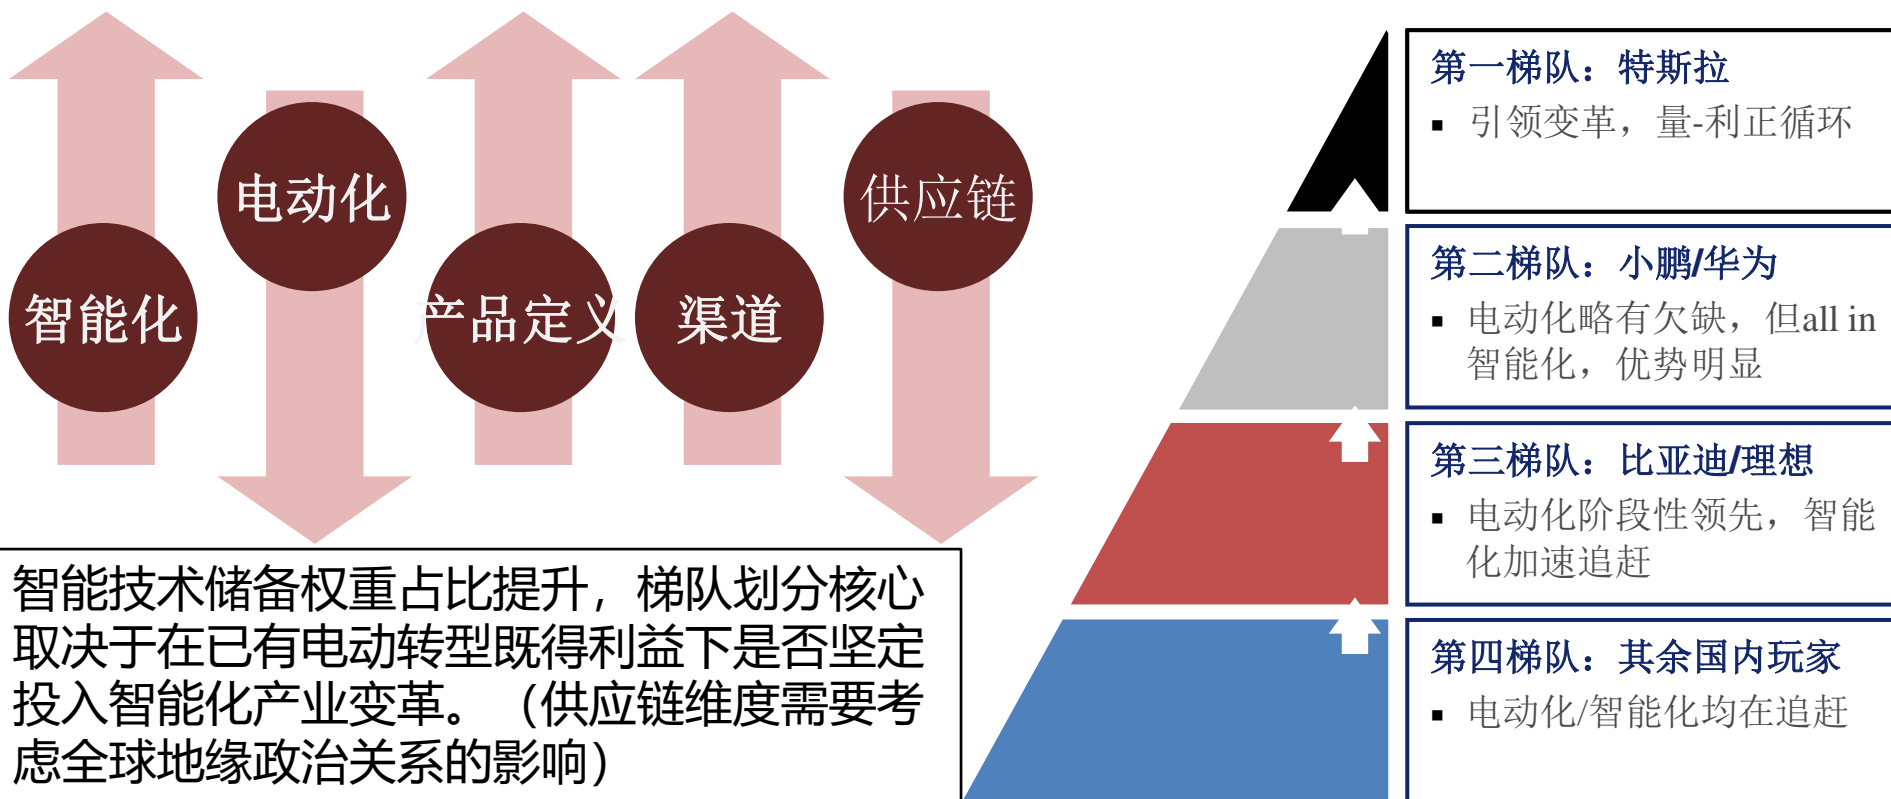 智能化
电动化
产品定义
渠道
供应链
智能技术储备权重占比提升，梯队划分核心
取决于在已有电动转型既得利益下是否坚定
投入智能化产业变革。（供应链维度需要考
虑全球地缘政治关系的影响）
第一梯队：特斯拉
▪ 引领变革，量-利正循环
第二梯队：小鹏/华为
▪ 电动化略有欠缺，但all in
智能化，优势明显
第三梯队：比亚迪/理想
▪ 电动化阶段性领先，智能
化加速追赶
第四梯队：其余国内玩家
▪ 电动化/智能化均在追赶